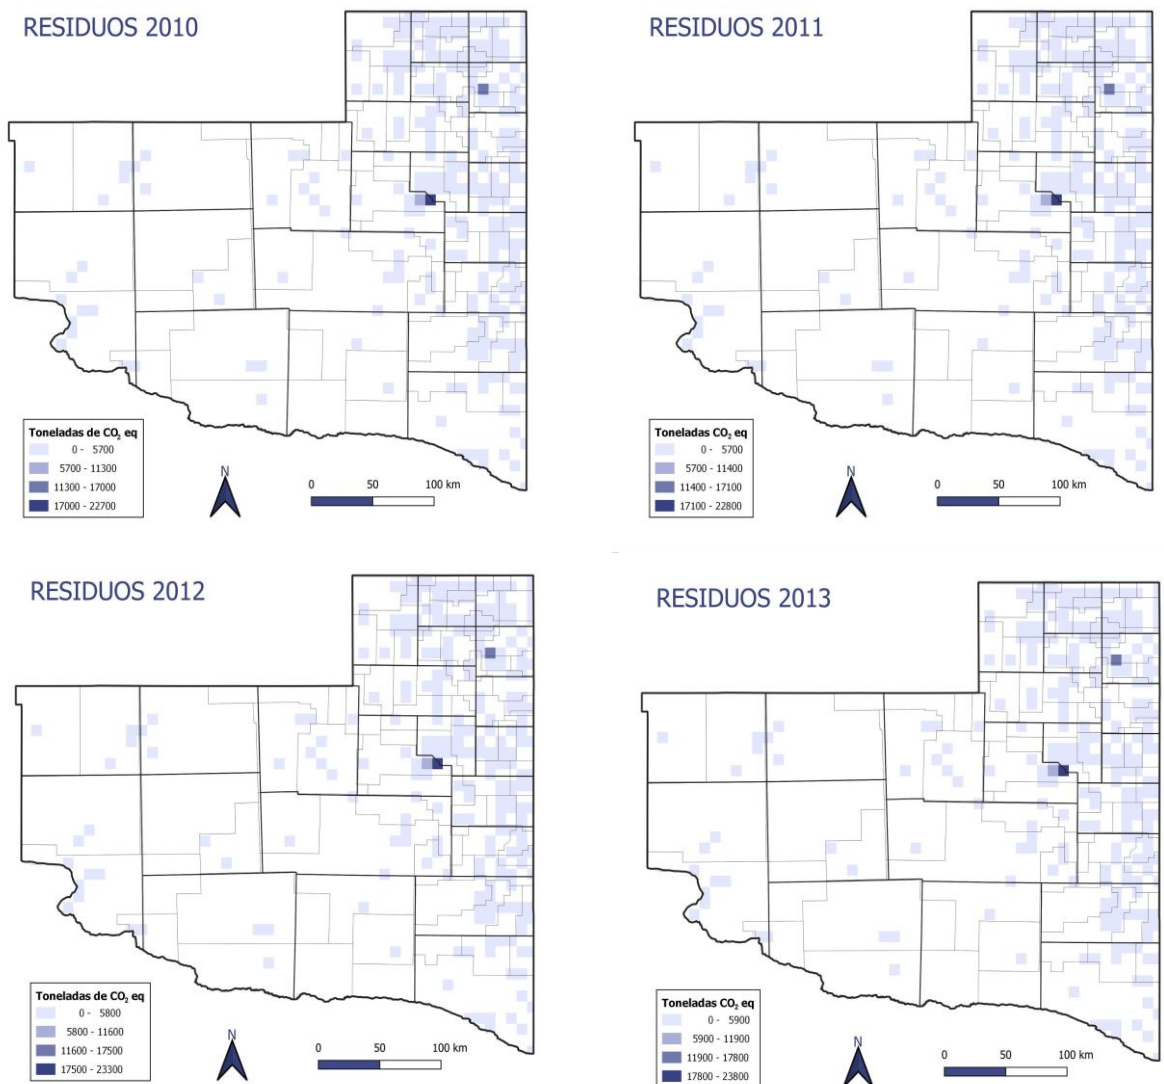 RESIDUOS 2010
Toneladas de CO2 eq
0 - 5700
5700 - 11300
11300 - 17000
17000 - 22700
N
0 50 100 km
RESIDUOS 2011
Toneladas CO2 eq
0 - 5700
5700 - 11400
11400 - 17100
17100 - 22800
N
0 50 100 km
RESIDUOS 2012
Toneladas de CO2 eq
0 - 5800
5800 - 11600
11600 - 17500
17500 - 23300
N
0 50 100 km
RESIDUOS 2013
Toneladas CO2 eq
0 - 5900
5900 - 11900
11900 - 17800
17800 - 23800
N
0 50 100 km